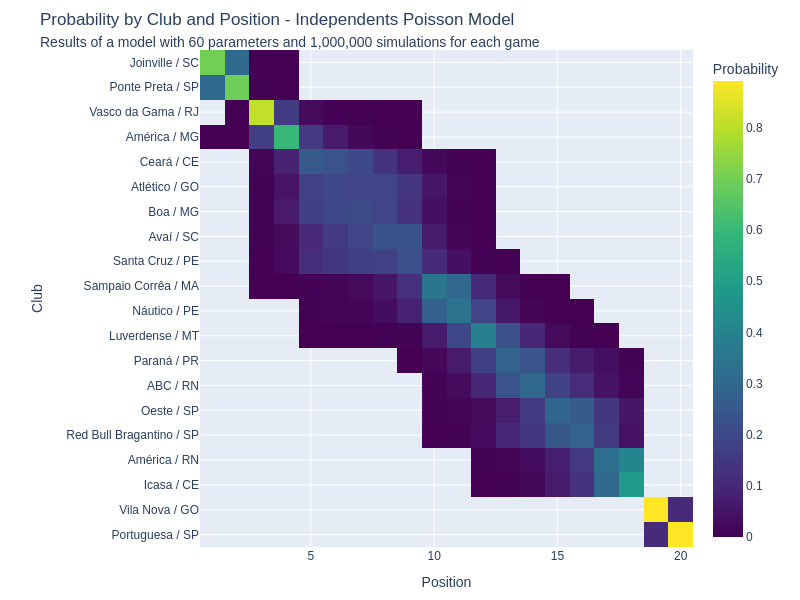 Probability by Club and Position - Independents Poisson Model
Results of a model with 60 parameters and 1,000,000 simulations for each game
Probability
Club
Joinville / SC
Ponte Preta / SP
Vasco da Gama / RJ
América / MG
Ceará / CE
Atlético / GO
Boa / MG
Avaí / SC
Santa Cruz / PE
Sampaio Corrêa / MA
Náutico / PE
Luverdense / MT
Paraná / PR
ABC / RN
Oeste / SP
Red Bull Bragantino / SP
América / RN
Icasa / CE
Vila Nova / GO
Portuguesa / SP
0.8
0.7
0.6
0.5
0.4
0.3
0.2
0.1
0
5 10 15 20
Position